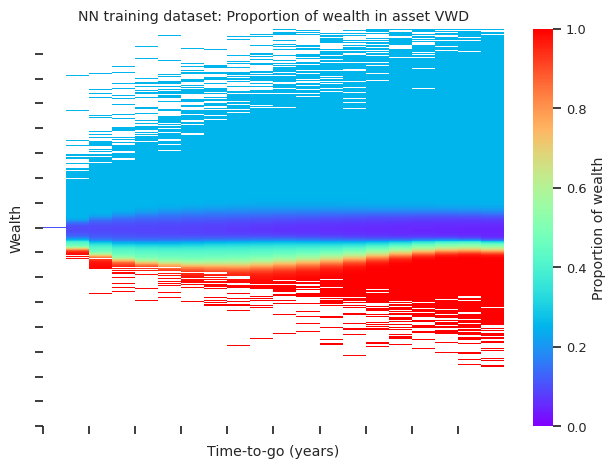 NN training dataset: Proportion of wealth in asset VWD
Wealth
Time-to-go (years)
1.0
0.8
0.6
0.4
0.2
0.0
Proportion of wealth